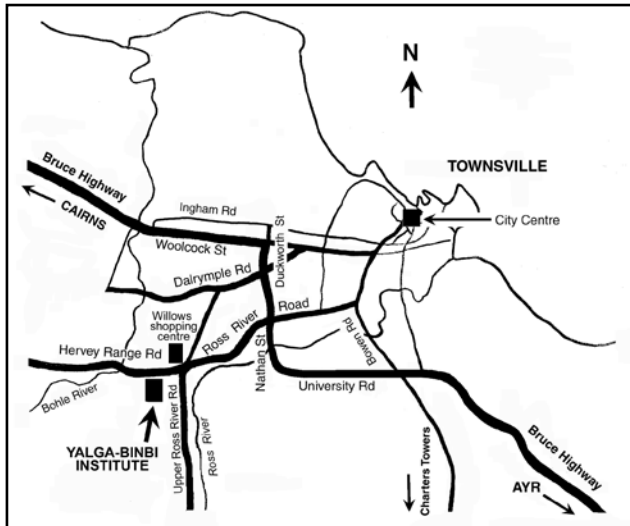 N
TOWNSVILLE
City Centre
Bruce Highway
CAIRNS
Ingham Rd
Woolcock St
Duckworth St
Dairymple Rd
Willows
shopping
centre
Ross River Road
Bowen Rd
Hervey Range Rd
Nathan St
University Rd
Bohle River
YALGA-BINBI
INSTITUTE
Upper Ross River Rd
Ross River
Bruce Highway
Charters Towers
AYR